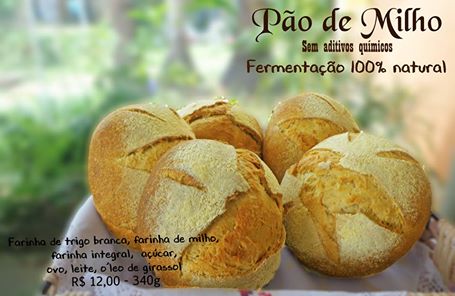 Pão de Milho
Sem aditivos químicos
Fermentação 100% natural
Farinha de trigo branca, farinha de milho,
farinha integral, açúcar,
ovo, leite, o´leo de girassol
R$ 12,00 - 340g